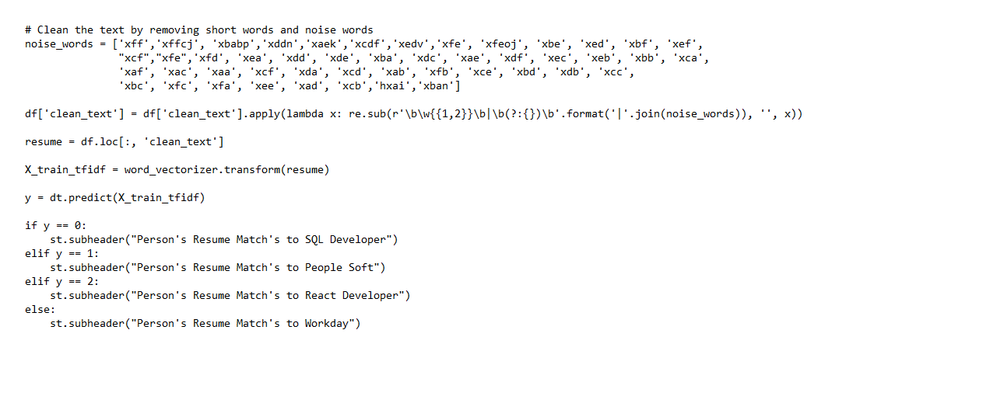 # Clean the text by removing short words and noise words
noise_words = ['xff','xffcj', 'xbabp','xddn','xaek','xcdf','xedv','xfe', 'xfeoj', 'xbe', 'xed', 'xbf', 'xef',
"xcf","xfe",'xfd', 'xea', 'xdd', 'xde', 'xba', 'xdc', 'xae', 'xdf', 'xec', 'xeb', 'xbb', 'xca',
'xaf', 'xac', 'xaa', 'xcf', 'xda', 'xcd', 'xab', 'xfb', 'xce', 'xbd', 'xdb', 'xcc',
'xbc', 'xfc', 'xfa', 'xee', 'xad', 'xcb','hxai','xban']
df['clean_text'] = df['clean_text'].apply(lambda x: re.sub(r'\b\w{{1,2}}\b|\b(?:{})\b'.format('|'.join(noise_words)), '', x))
resume = df.loc[:, 'clean_text']
X_train_tfidf = word_vectorizer.transform(resume)
y = dt.predict(X_train_tfidf)
if y == 0:
st.subheader("Person's Resume Match's to SQL Developer")
elif y == 1:
st.subheader("Person's Resume Match's to People Soft")
elif y == 2:
st.subheader("Person's Resume Match's to React Developer")
else:
st.subheader("Person's Resume Match's to Workday")